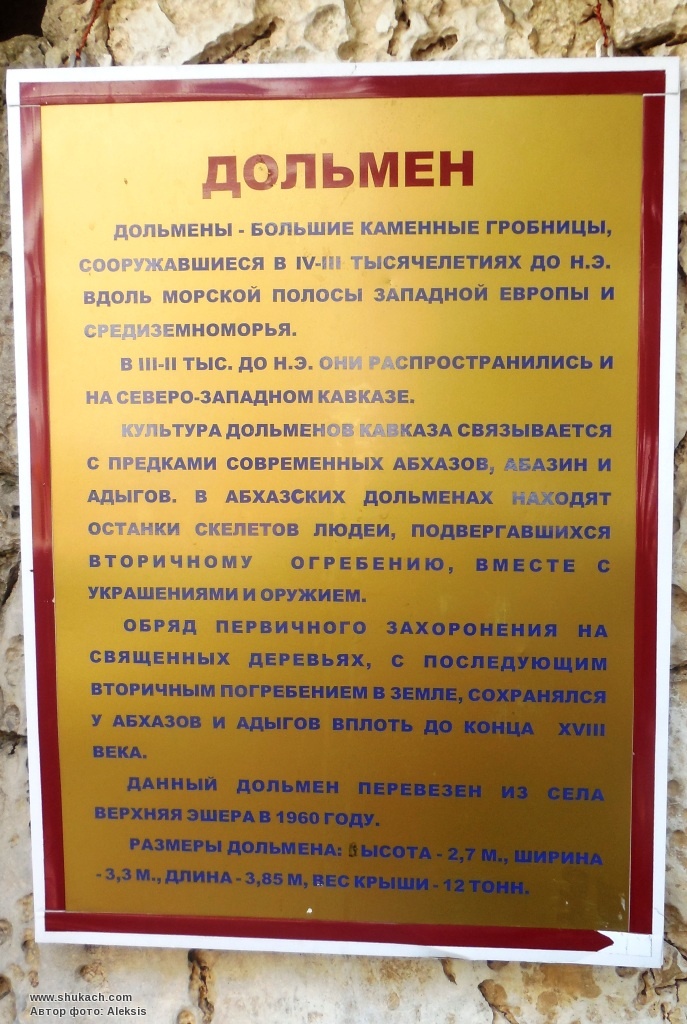 ДОЛЬМЕН
ДОЛЬМЕНЫ - БОЛЬШИЕ КАМЕННЫЕ ГРОБНИЦЫ,
СООРУЖАВШИЕСЯ В IV-III ТЫСЯЧЕЛЕТИЯХ ДО Н.Э.
ВДОЛЬ МОРСКОЙ ПОЛОСЫ ЗАПАДНОЙ ЕВРОПЫ И
СРЕДИЗЕМНОМОРЬЯ.
В III-II ТЫС. ДО Н.Э. ОНИ РАСПРОСТРАНИЛИСЬ И
НА СЕВЕРО-ЗАПАДНОМ КАВКАЗЕ.
КУЛЬТУРА ДОЛЬМЕНОВ КАВКАЗА СВЯЗЫВАЕТСЯ
С ПРЕДКАМИ СОВРЕМЕННЫХ АБХАЗОВ, АБАЗИН И
АДЫГОВ. В АБХАЗСКИХ ДОЛЬМЕНАХ НАХОДЯТ
ОСТАНКИ СКЕЛЕТОВ ЛЮДЕИ, ПОДВЕРГАВШИХСЯ
ВТОРИЧНОМУ ОГРЕБЕНИЮ, ВМЕСТЕ С
УКРАШЕНИЯМИ И ОРУЖИЕМ.
ОБРЯД ПЕРВИЧНОГО ЗАХОРОНЕНИЯ НА
СВЯЩЕННЫХ ДЕРЕВЬЯХ, С ПОСЛЕДУЮЩИМ
ВТОРИЧНЫМ ПОГРЕБЕНИЕМ В ЗЕМЛЕ, СОХРАНЯЛСЯ
У АБХАЗОВ И АДЫГОВ ВПЛОТЬ ДО КОНЦА XVIII
ВЕКА.
ДАННЫЙ ДОЛЬМЕН ПЕРЕВЕЗЕН ИЗ СЕЛА
ВЕРХНЯЯ ЭШЕРА В 1960 ГОДУ.
РАЗМЕРЫ ДОЛЬМЕНА: ВЫСОТА - 2,7 М., ШИРИНА
- 3,3 М., ДЛИНА - 3,85 М, ВЕС КРЫШИ - 12 ТОНН.
www.shukach.com
Автор фото: Aleksis